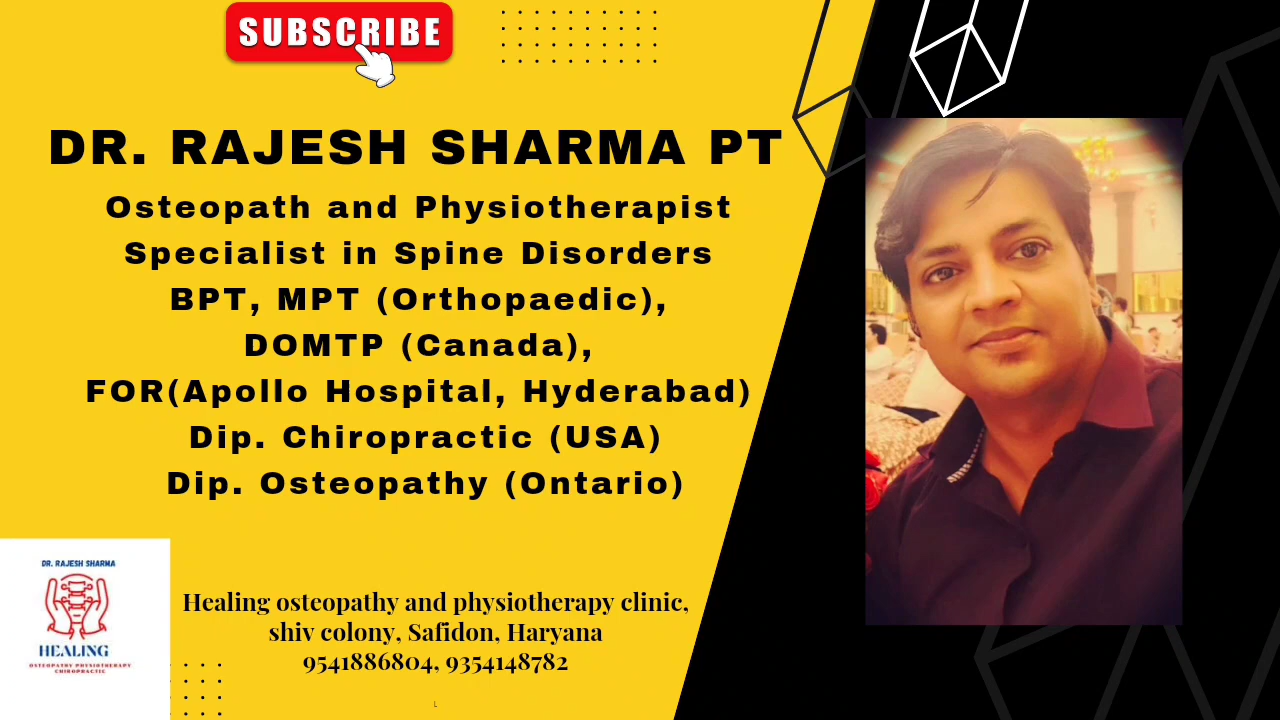 SUBSCRIBE
DR. RAJESH SHARMA PT
Osteopath and Physiotherapist
Specialist in Spine Disorders
BPT, MPT (Orthopaedic),
DOMTP (Canada),
FOR(Apollo Hospital, Hyderabad)
Dip. Chiropractic (USA)
Dip. Osteopathy (Ontario)
DR. RAJESH SHARMA
HEALING
OSTEOPATHY PHYSIOTHERAPY
CHIROPRACTIC
Healing osteopathy and physiotherapy clinic,
shiv colony, Safidon, Haryana
9541886804, 9354148782
L